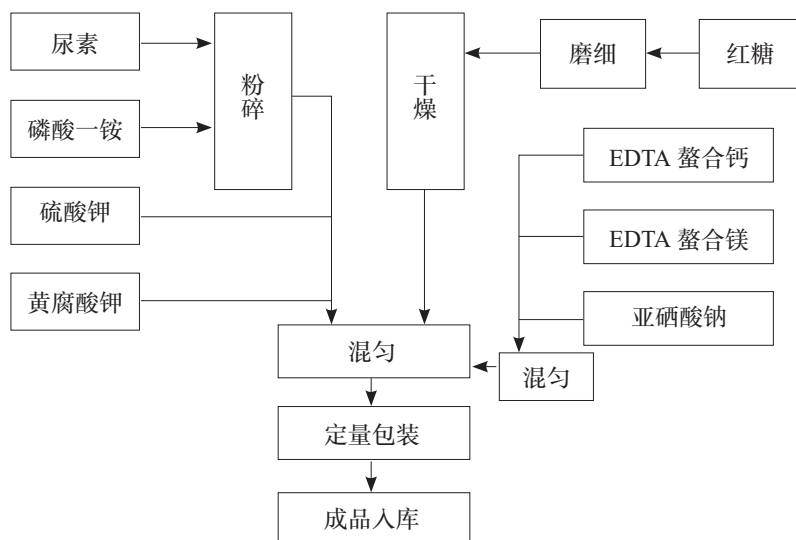 尿素
磷酸一铵
硫酸钾
黄腐酸钾
粉碎
干燥
磨细
红糖
EDTA 螯合钙
EDTA 螯合镁
亚硒酸钠
混匀
混匀
定量包装
成品入库